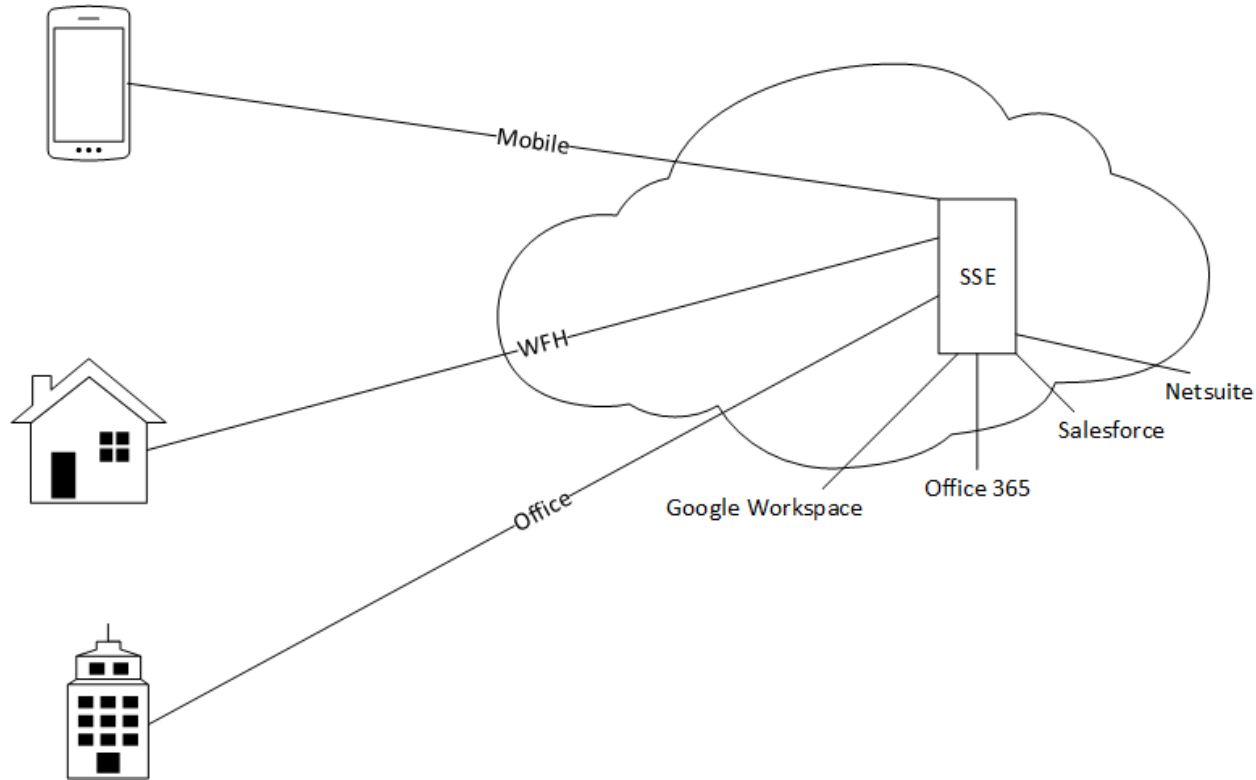 Mobile
SSE
WFH
Netsuite
Salesforce
Office 365
Google Workspace
Office